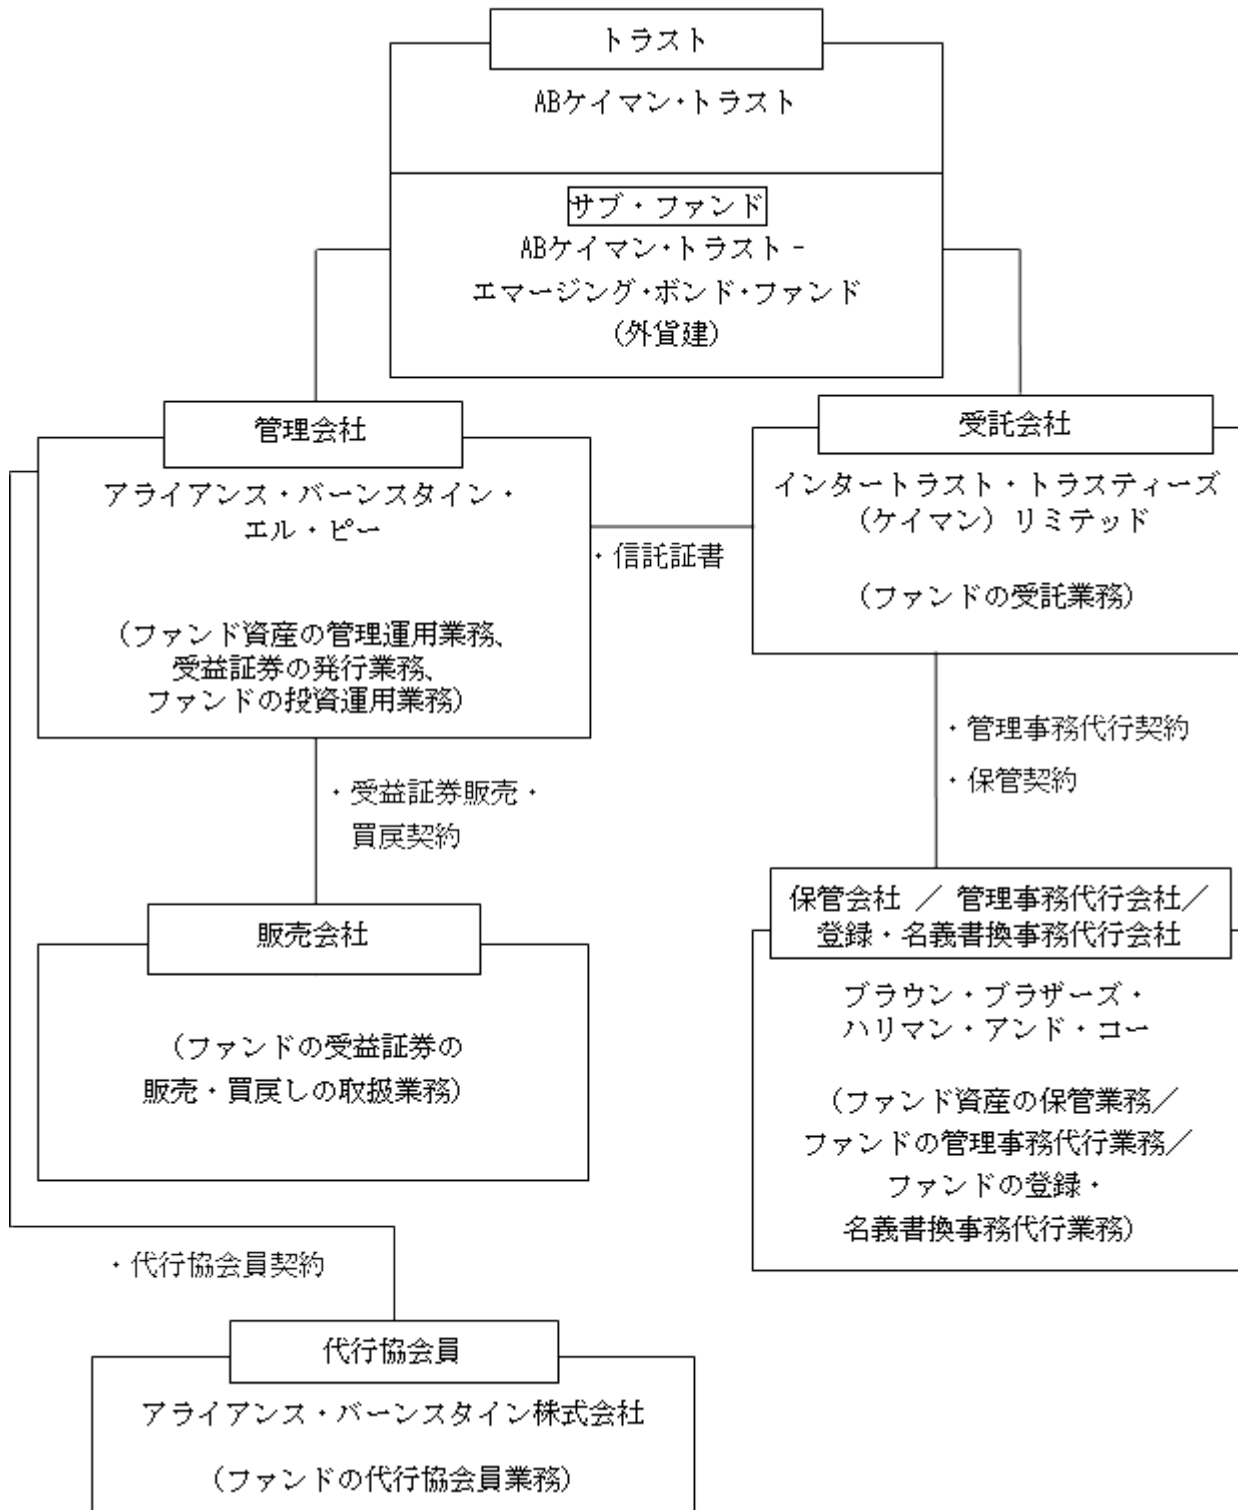 トラスト
ABケイマン・トラスト
サブ・ファンド
ABケイマン・トラスト－
エマージング・ボンド・ファンド
（外貨建）
管理会社
アライアンス・バーンスタイン・
エル・ピー
（ファンド資産の管理運用業務、
受益証券の発行業務、
ファンドの投資運用業務）
・信託証書
受託会社
インタートラスト・トラスティーズ
（ケイマン）リミテッド
（ファンドの受託業務）
・受益証券販売・
買戻契約
・管理事務代行契約
・保管契約
販売会社
（ファンドの受益証券の
販売・買戻しの取扱業務）
保管会社 ／ 管理事務代行会社／
登録・名義書換事務代行会社
ブラウン・ブラザーズ・
ハリマン・アンド・コー
（ファンド資産の保管業務／
ファンドの管理事務代行業務／
ファンドの登録・
名義書換事務代行業務）
・代行協会員契約
代行協会員
アライアンス・バーンスタイン株式会社
（ファンドの代行協会員業務）